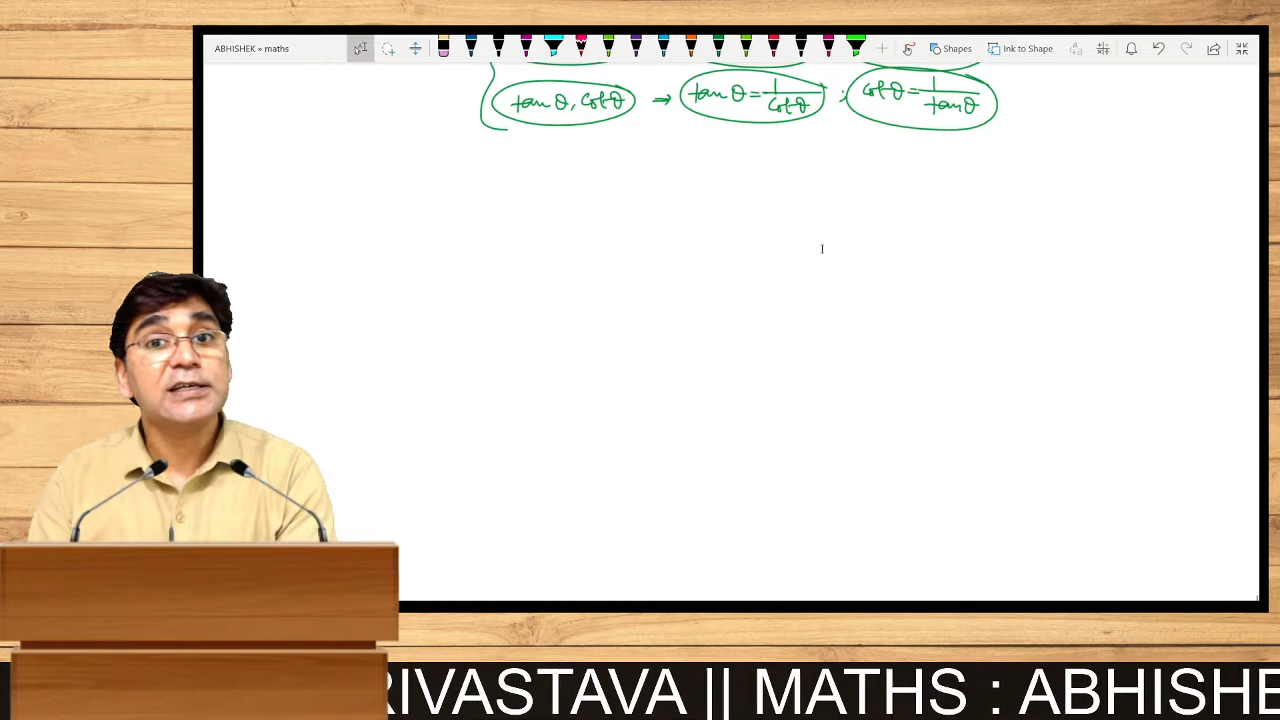 ABHISHEK » maths
Shapes
Ink to Shape
tan θ, cot θ ⇒ tan θ = 1/cot θ ; cot θ = 1/tan θ
RIVASTAVA || MATHS : ABHISHE